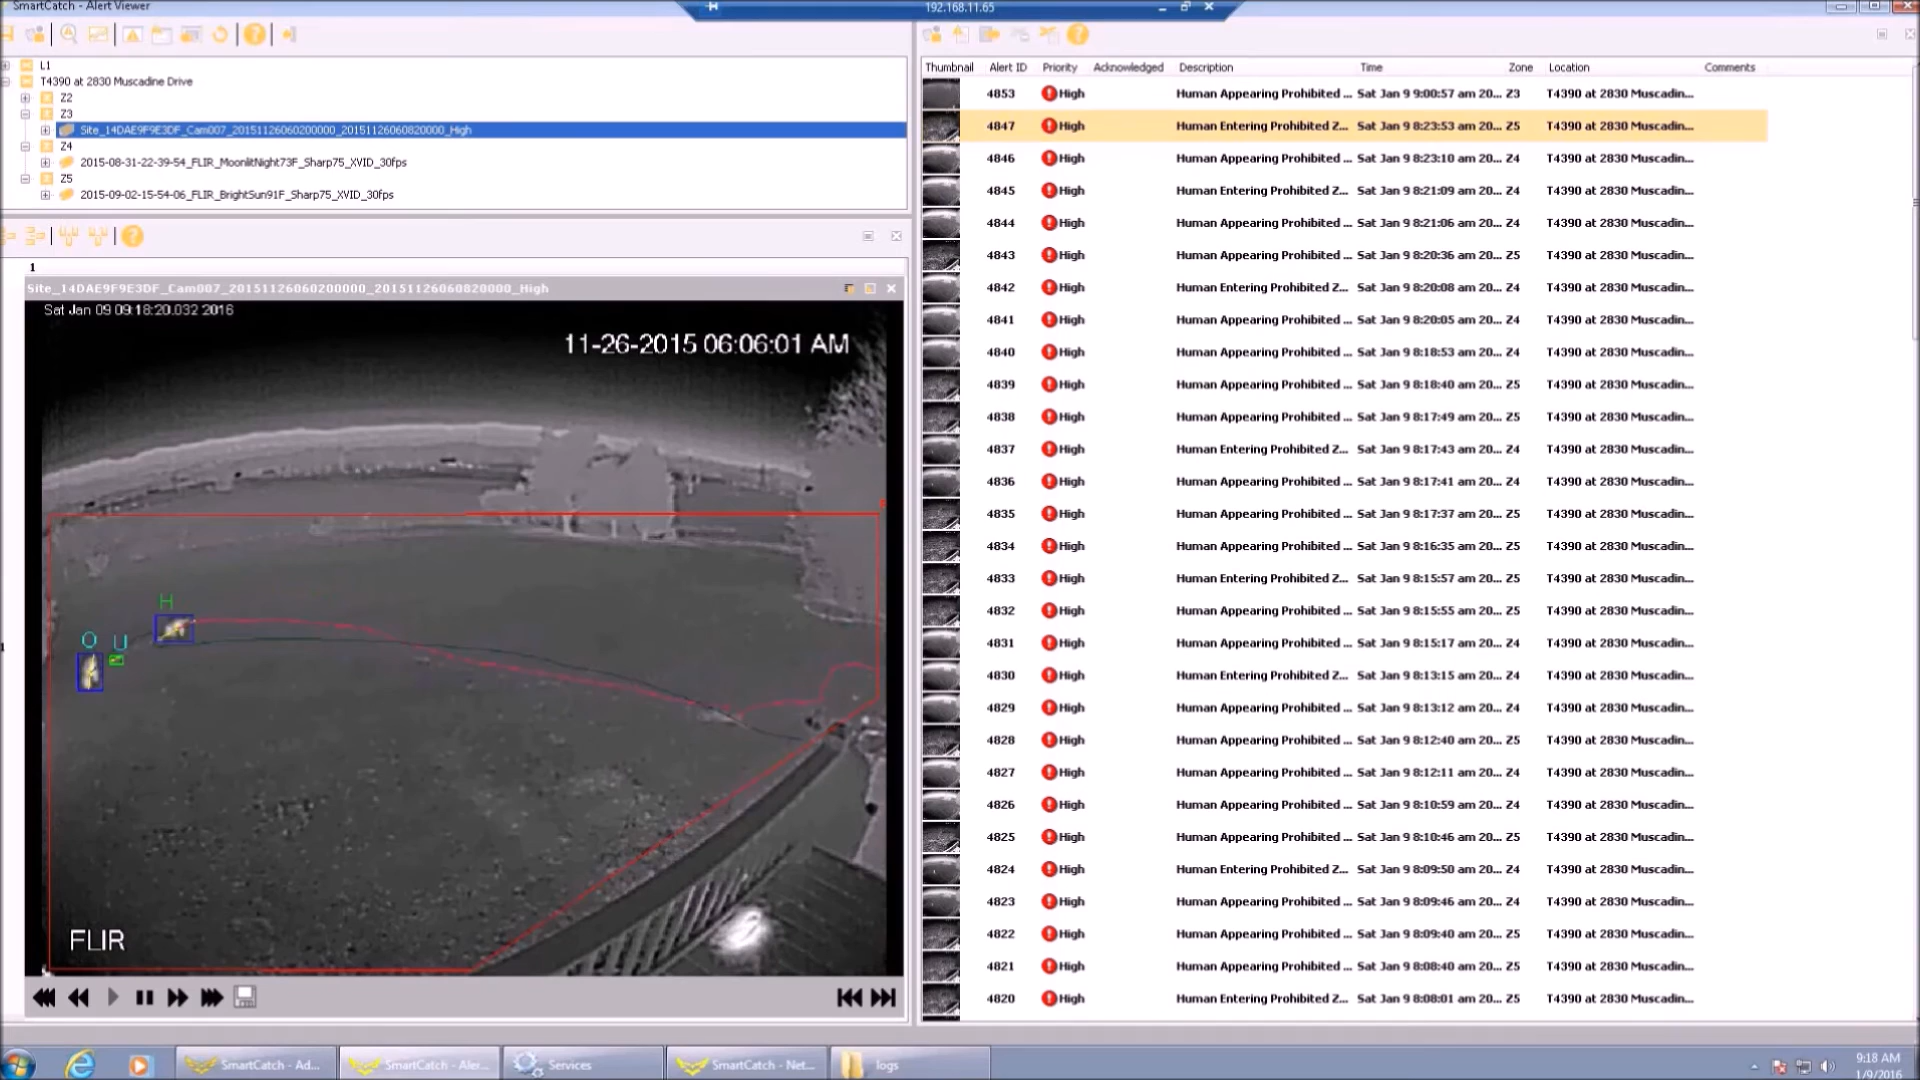 SmartCatch - Alert Viewer
192.168.11.65
L1
T4390 at 2830 Muscadine Drive
Z2
Z3
Site_14DAE9F9E3DF_Cam007_20151126060200000_20151126060820000_High
Z4
2015-08-31-22-39-54_FLIR_MoonlitNight73F_Sharp75_XVID_30fps
Z5
2015-09-02-15-54-06_FLIR_BrightSun91F_Sharp75_XVID_30fps
1
Site_14DAE9F9E3DF_Cam007_20151126060200000_20151126060820000_High
Sat Jan 09 09:18:20.032 2016
11-26-2015 06:06:01 AM
H
O U
FLIR
1
Thumbnail Alert ID Priority Acknowledged Description Time Zone Location Comments
4853 High Human Appearing Prohibited ... Sat Jan 9 9:00:57 am 20... Z3 T4390 at 2830 Muscadin...
4847 High Human Entering Prohibited Z... Sat Jan 9 8:23:53 am 20... Z5 T4390 at 2830 Muscadin...
4846 High Human Appearing Prohibited ... Sat Jan 9 8:23:10 am 20... Z4 T4390 at 2830 Muscadin...
4845 High Human Entering Prohibited Z... Sat Jan 9 8:21:09 am 20... Z4 T4390 at 2830 Muscadin...
4844 High Human Appearing Prohibited ... Sat Jan 9 8:21:06 am 20... Z4 T4390 at 2830 Muscadin...
4843 High Human Appearing Prohibited ... Sat Jan 9 8:20:36 am 20... Z5 T4390 at 2830 Muscadin...
4842 High Human Entering Prohibited Z... Sat Jan 9 8:20:08 am 20... Z4 T4390 at 2830 Muscadin...
4841 High Human Appearing Prohibited ... Sat Jan 9 8:20:05 am 20... Z4 T4390 at 2830 Muscadin...
4840 High Human Appearing Prohibited ... Sat Jan 9 8:18:53 am 20... Z4 T4390 at 2830 Muscadin...
4839 High Human Appearing Prohibited ... Sat Jan 9 8:18:40 am 20... Z5 T4390 at 2830 Muscadin...
4838 High Human Appearing Prohibited ... Sat Jan 9 8:17:49 am 20... Z5 T4390 at 2830 Muscadin...
4837 High Human Entering Prohibited Z... Sat Jan 9 8:17:43 am 20... Z4 T4390 at 2830 Muscadin...
4836 High Human Appearing Prohibited ... Sat Jan 9 8:17:41 am 20... Z4 T4390 at 2830 Muscadin...
4835 High Human Appearing Prohibited ... Sat Jan 9 8:17:37 am 20... Z5 T4390 at 2830 Muscadin...
4834 High Human Appearing Prohibited ... Sat Jan 9 8:16:35 am 20... Z5 T4390 at 2830 Muscadin...
4833 High Human Entering Prohibited Z... Sat Jan 9 8:15:57 am 20... Z5 T4390 at 2830 Muscadin...
4832 High Human Appearing Prohibited ... Sat Jan 9 8:15:55 am 20... Z5 T4390 at 2830 Muscadin...
4831 High Human Appearing Prohibited ... Sat Jan 9 8:15:17 am 20... Z4 T4390 at 2830 Muscadin...
4830 High Human Entering Prohibited Z... Sat Jan 9 8:13:15 am 20... Z4 T4390 at 2830 Muscadin...
4829 High Human Appearing Prohibited ... Sat Jan 9 8:13:12 am 20... Z4 T4390 at 2830 Muscadin...
4828 High Human Appearing Prohibited ... Sat Jan 9 8:12:40 am 20... Z5 T4390 at 2830 Muscadin...
4827 High Human Appearing Prohibited ... Sat Jan 9 8:12:11 am 20... Z4 T4390 at 2830 Muscadin...
4826 High Human Appearing Prohibited ... Sat Jan 9 8:10:59 am 20... Z4 T4390 at 2830 Muscadin...
4825 High Human Appearing Prohibited ... Sat Jan 9 8:10:46 am 20... Z5 T4390 at 2830 Muscadin...
4824 High Human Entering Prohibited Z... Sat Jan 9 8:09:50 am 20... Z4 T4390 at 2830 Muscadin...
4823 High Human Appearing Prohibited ... Sat Jan 9 8:09:46 am 20... Z4 T4390 at 2830 Muscadin...
4822 High Human Appearing Prohibited ... Sat Jan 9 8:09:40 am 20... Z5 T4390 at 2830 Muscadin...
4821 High Human Appearing Prohibited ... Sat Jan 9 8:08:40 am 20... Z5 T4390 at 2830 Muscadin...
4820 High Human Entering Prohibited Z... Sat Jan 9 8:08:01 am 20... Z5 T4390 at 2830 Muscadin...
SmartCatch - Ad... SmartCatch - Aler... Services SmartCatch - Net... logs
9:18 AM
1/9/2016